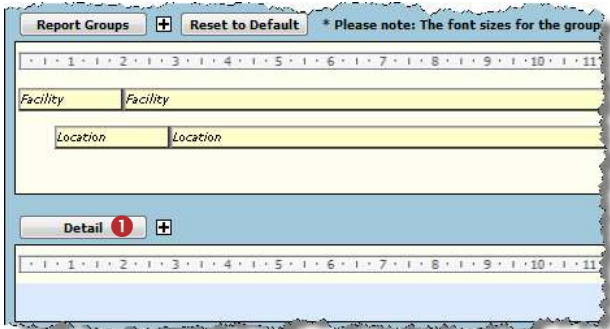 Report Groups + Reset to Default * Please note: The font sizes for the group
1 2 3 4 5 6 7 8 9 10 11
Facility Facility
Location Location
Detail 1 +
1 2 3 4 5 6 7 8 9 10 11